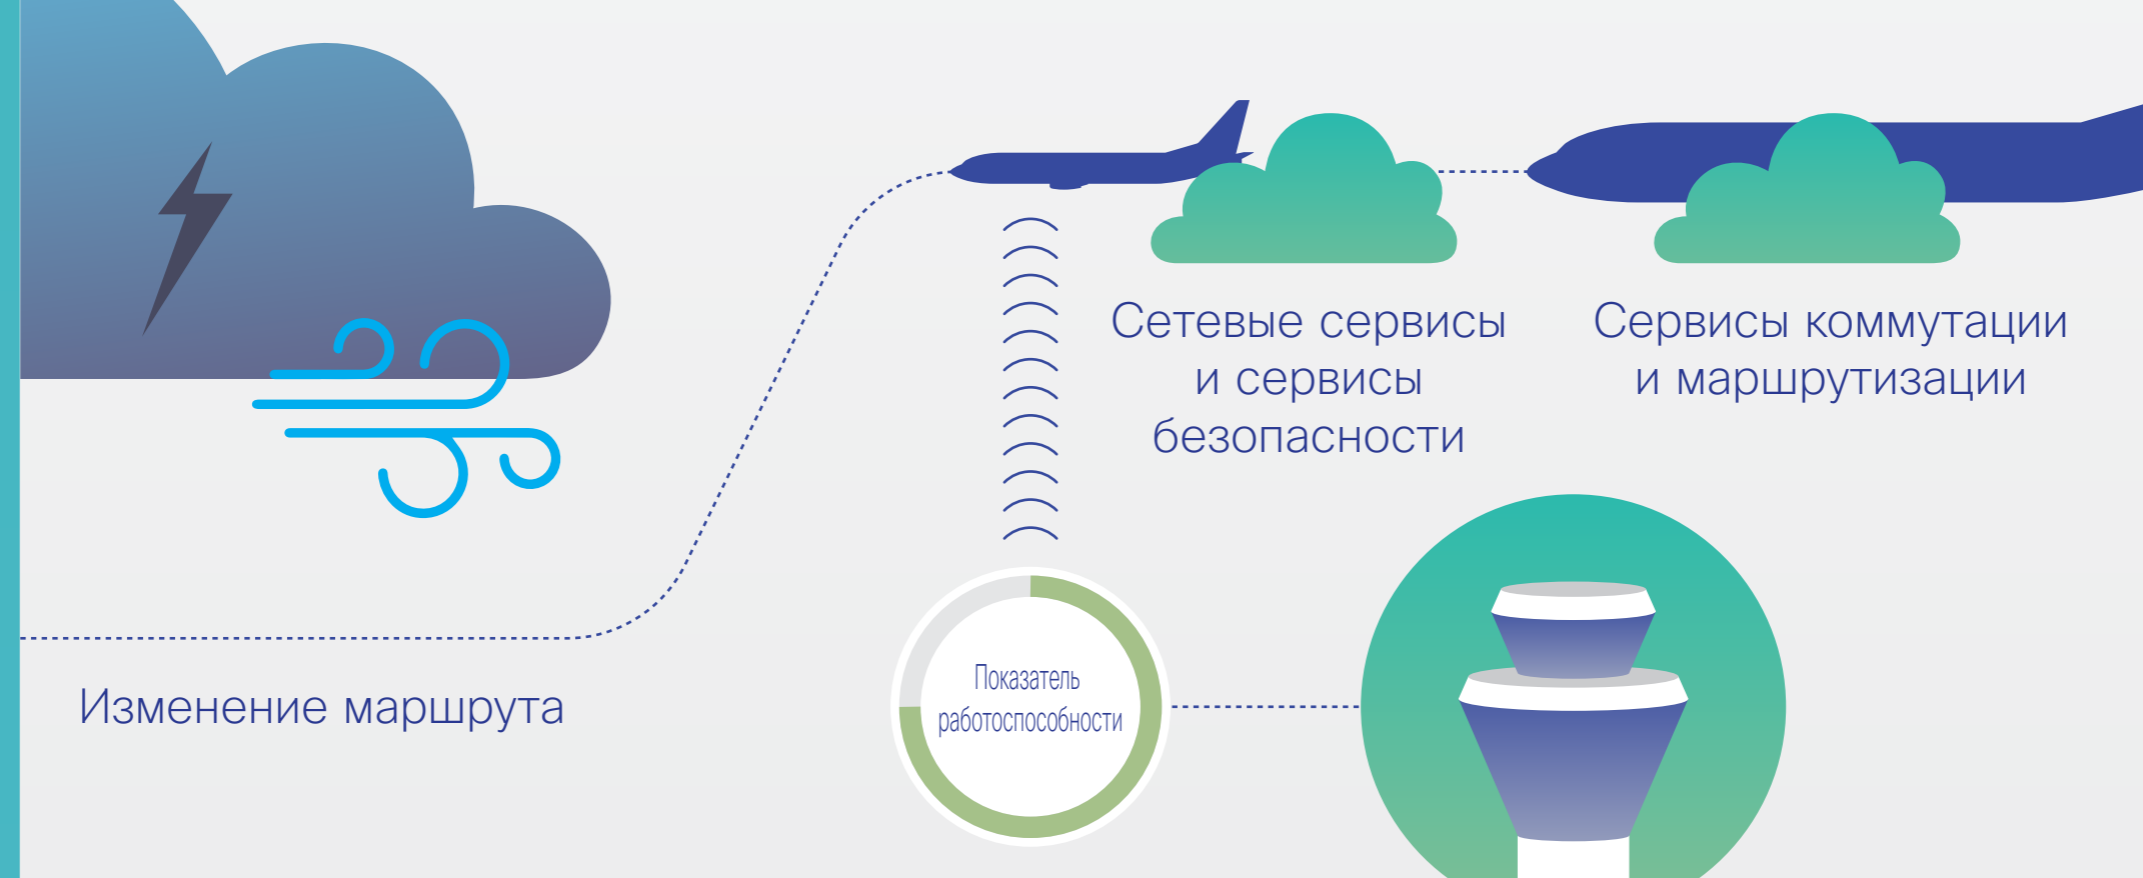 Сетевые сервисы
и сервисы
безопасности
Сервисы коммутации
и маршрутизации
Изменение маршрута
Показатель
работоспособности